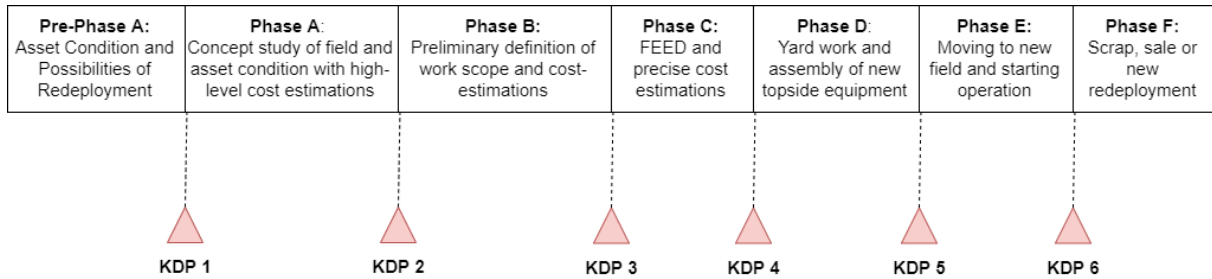 Pre-Phase A:
Asset Condition and
Possibilities of
Redeployment
Phase A:
Concept study of field and
asset condition with high-
level cost estimations
Phase B:
Preliminary definition of
work scope and cost-
estimations
Phase C:
FEED and
precise cost
estimations
Phase D:
Yard work and
assembly of new
topside equipment
Phase E:
Moving to new
field and starting
operation
Phase F:
Scrap, sale or
new
redeployment
KDP 1
KDP 2
KDP 3
KDP 4
KDP 5
KDP 6